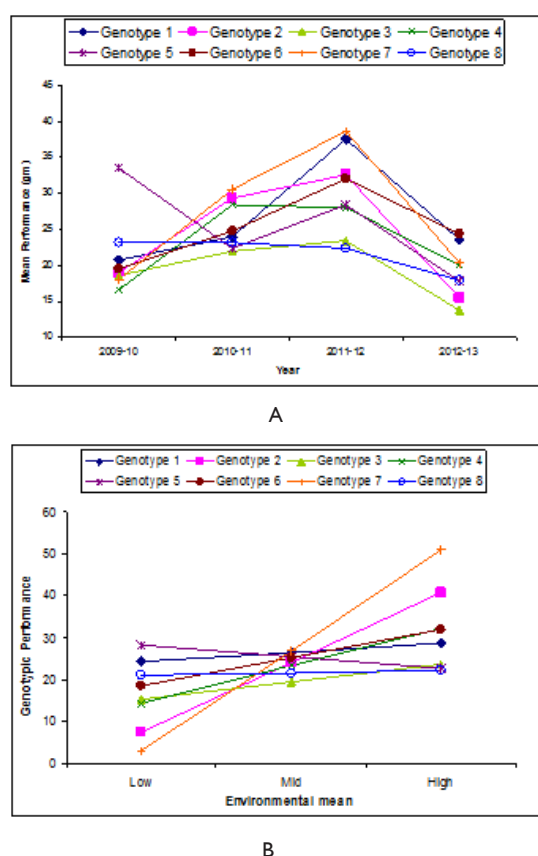 Genotype 1 Genotype 2 Genotype 3 Genotype 4
Genotype 5 Genotype 6 Genotype 7 Genotype 8
Mean Performance (gm)
45
40
35
30
25
20
15
10
2009-10 2010-11 2011-12 2012-13
Year
A
Genotype 1 Genotype 2 Genotype 3 Genotype 4
Genotype 5 Genotype 6 Genotype 7 Genotype 8
Genotypic Performance
60
50
40
30
20
10
0
Low Mid High
Environmental mean
B